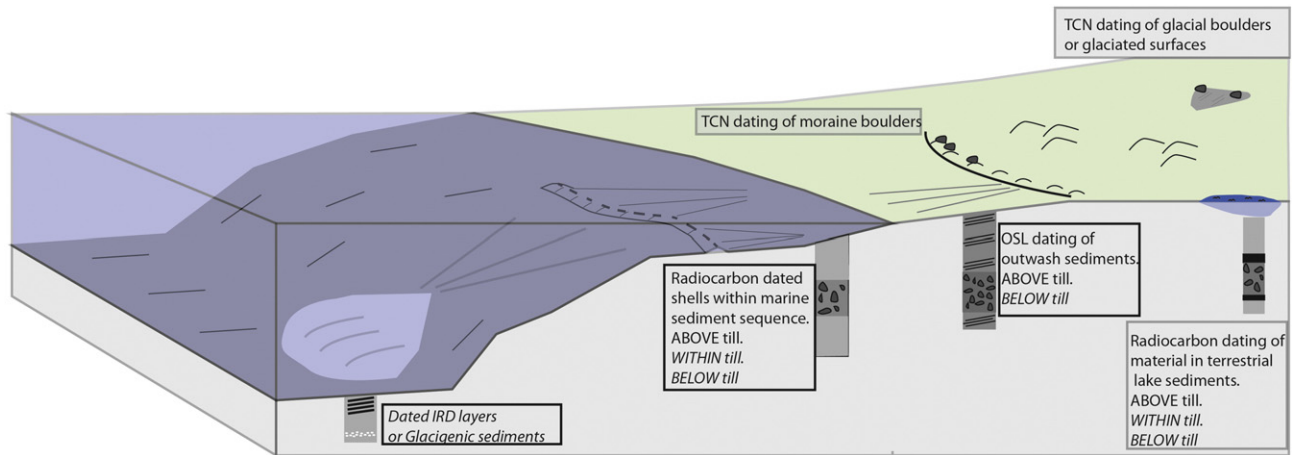 TCN dating of glacial boulders
or glaciated surfaces
TCN dating of moraine boulders
Radiocarbon dated
shells within marine
sediment sequence.
ABOVE till.
WITHIN till.
BELOW till
OSL dating of
outwash sediments.
ABOVE till.
BELOW till
Radiocarbon dating of
material in terrestrial
lake sediments.
ABOVE till.
WITHIN till.
BELOW till
Dated IRD layers
or Glacigenic sediments